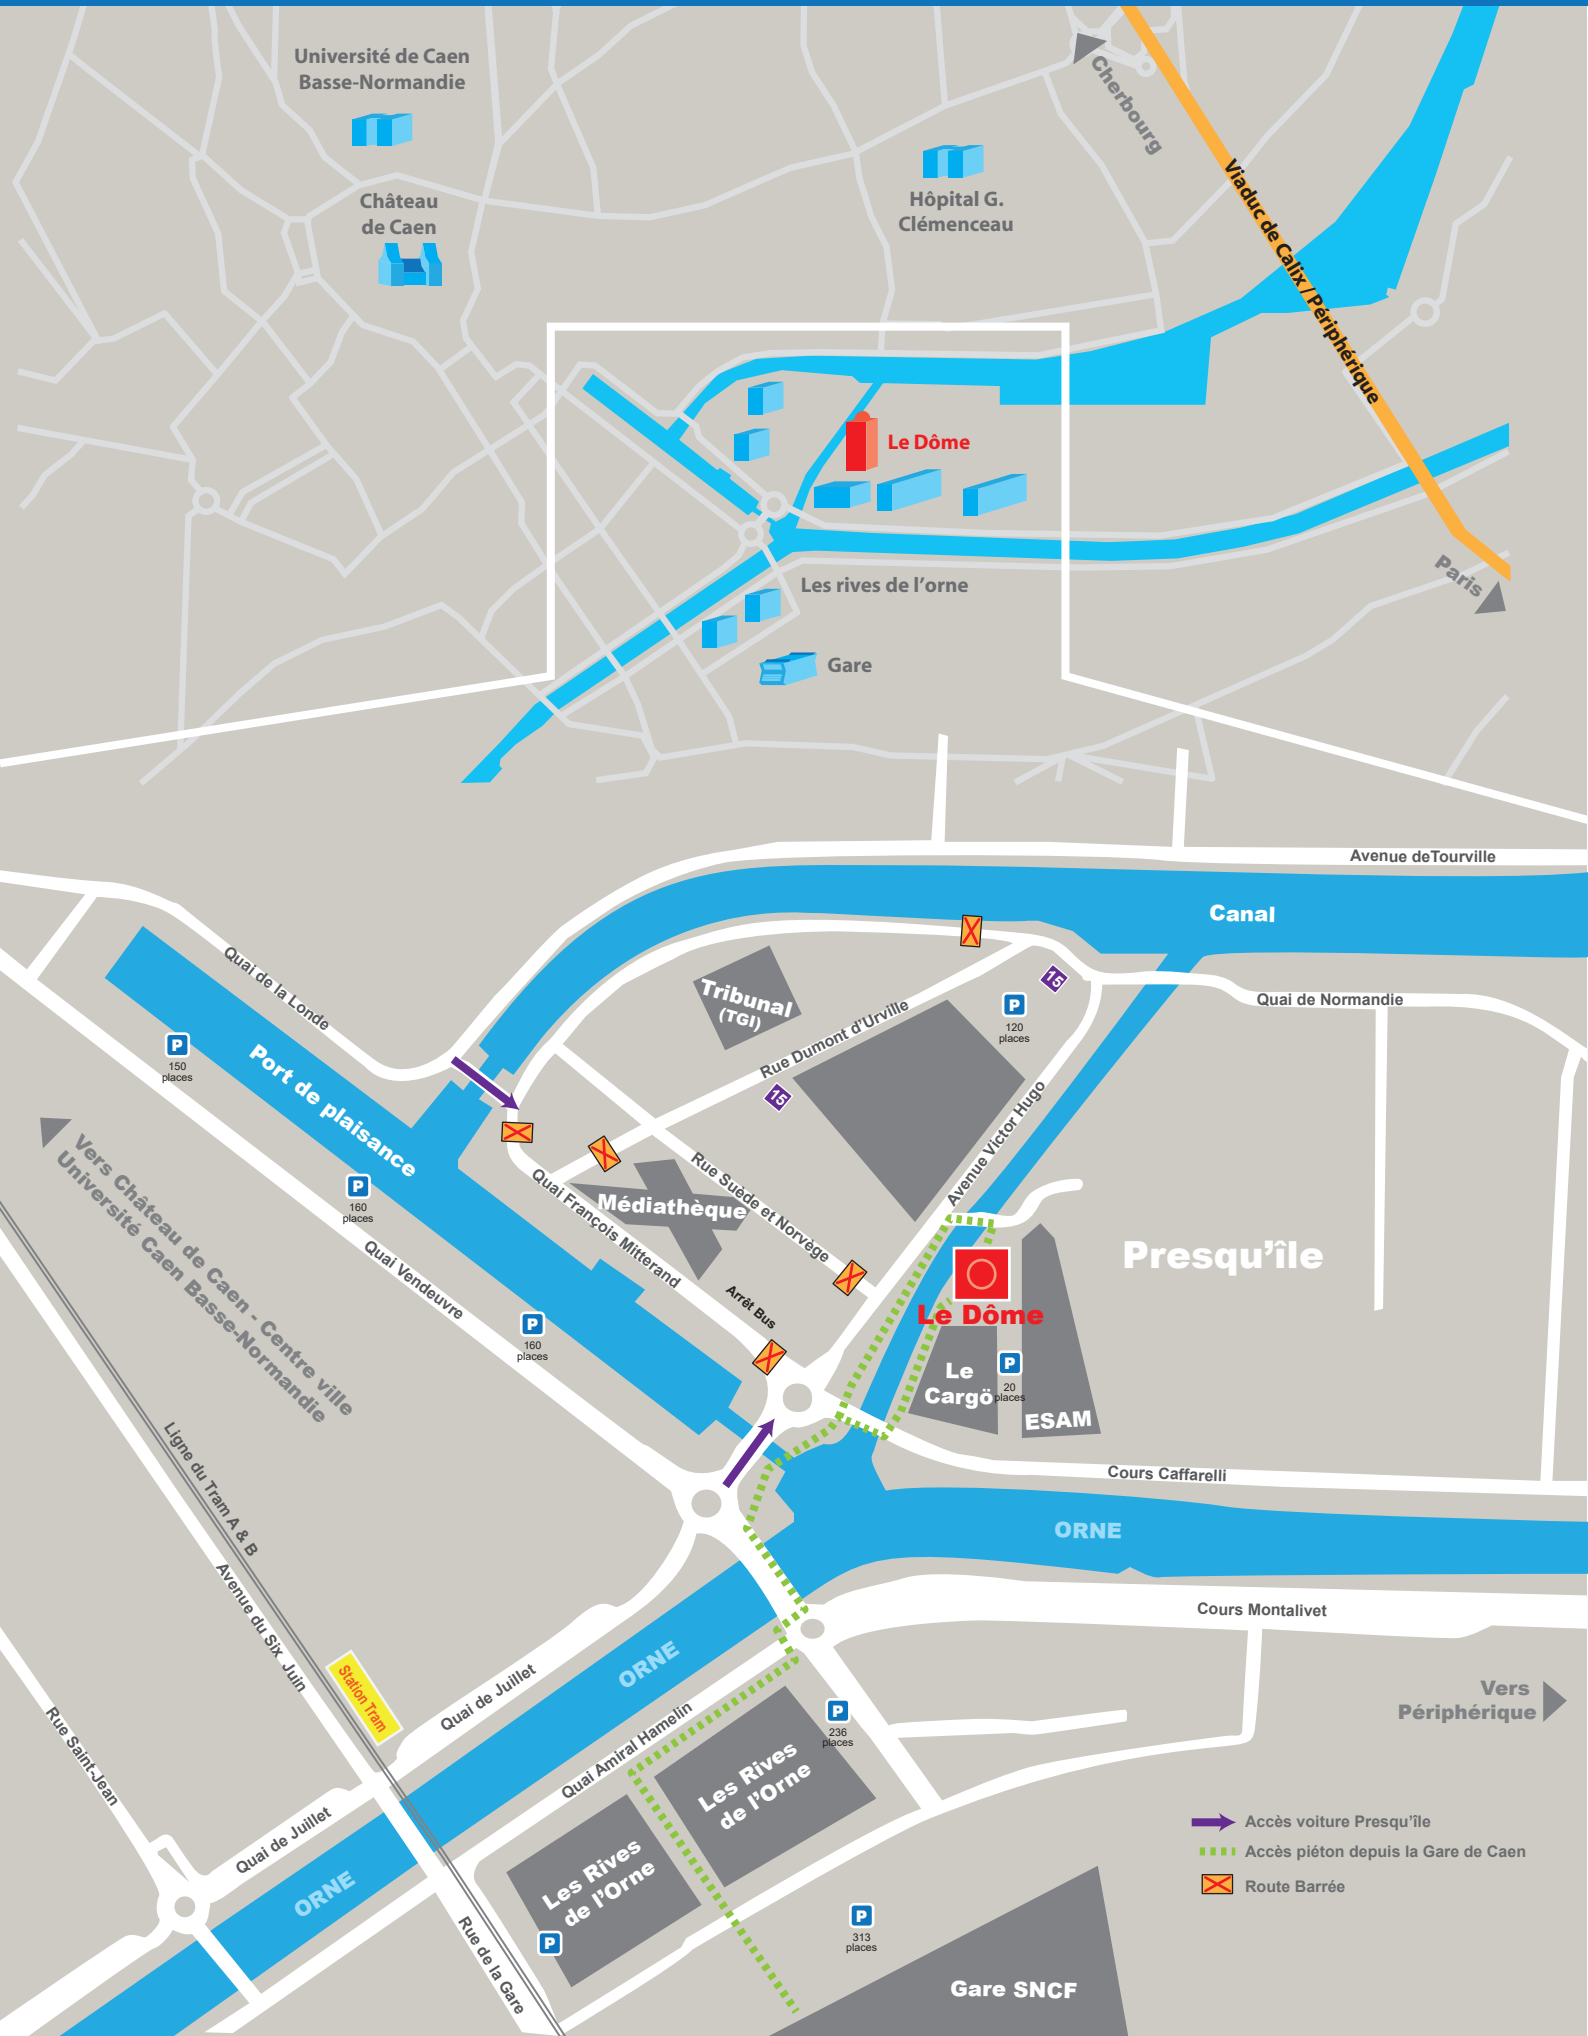 Université de Caen
Basse-Normandie
Château
de Caen
Hôpital G.
Clémenceau
Cherbourg
Viaduc de Calix / Périphérique
Le Dôme
Les rives de l'orne
Gare
Paris
Avenue deTourville
Canal
Quai de la Londe
Tribunal
(TGI)
15
P
120
places
Quai de Normandie
Rue Dumont d'Urville
15
P
150
places
Port de plaisance
Avenue Victor Hugo
Vers Château de Caen - Centre ville
Université Caen Basse-Normandie
P
160
places
Quai François Mitterand
Médiathèque
Rue Suède et Norvège
Presqu'île
Quai Vendeuvre
Arrêt Bus
Le Dôme
P
160
places
Le
Cargö
P
20
places
ESAM
Ligne du Tram A & B
Cours Caffarelli
ORNE
Avenue du Six Juin
Cours Montalivet
Station Tram
ORNE
Quai de Juillet
Vers
Périphérique
Rue Saint-Jean
Quai Amiral Hamelin
P
236
places
Les Rives
de l'Orne
Quai de Juillet
Les Rives
de l'Orne
ORNE
P
Rue de la Gare
P
313
places
Gare SNCF
Accès voiture Presqu'île
Accès piéton depuis la Gare de Caen
Route Barrée